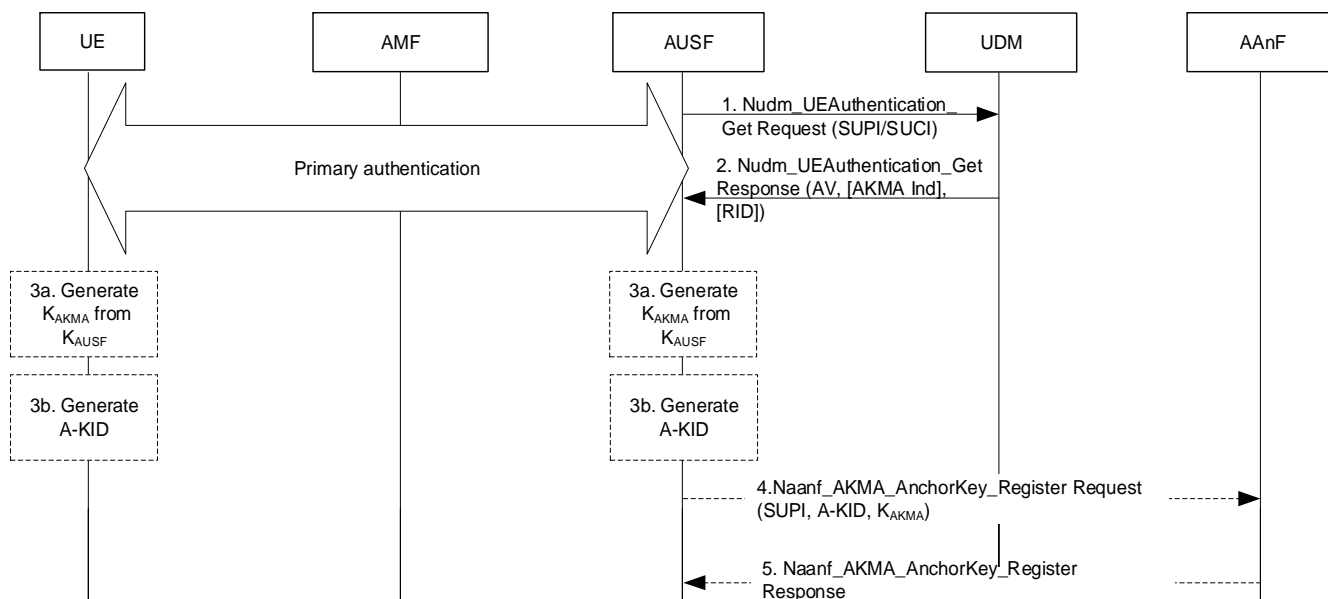 UE
AMF
AUSF
UDM
AAnF
1. Nudm_UEAuthentication_
Get Request (SUPI/SUCI)
Primary authentication
2. Nudm_UEAuthentication_Get
Response (AV, [AKMA Ind],
[RID])
3a. Generate
KAKMA from
KAUSF
3a. Generate
KAKMA from
KAUSF
3b. Generate
A-KID
3b. Generate
A-KID
4.Naanf_AKMA_AnchorKey_Register Request
(SUPI, A-KID, KAKMA)
5. Naanf_AKMA_AnchorKey_Register
Response